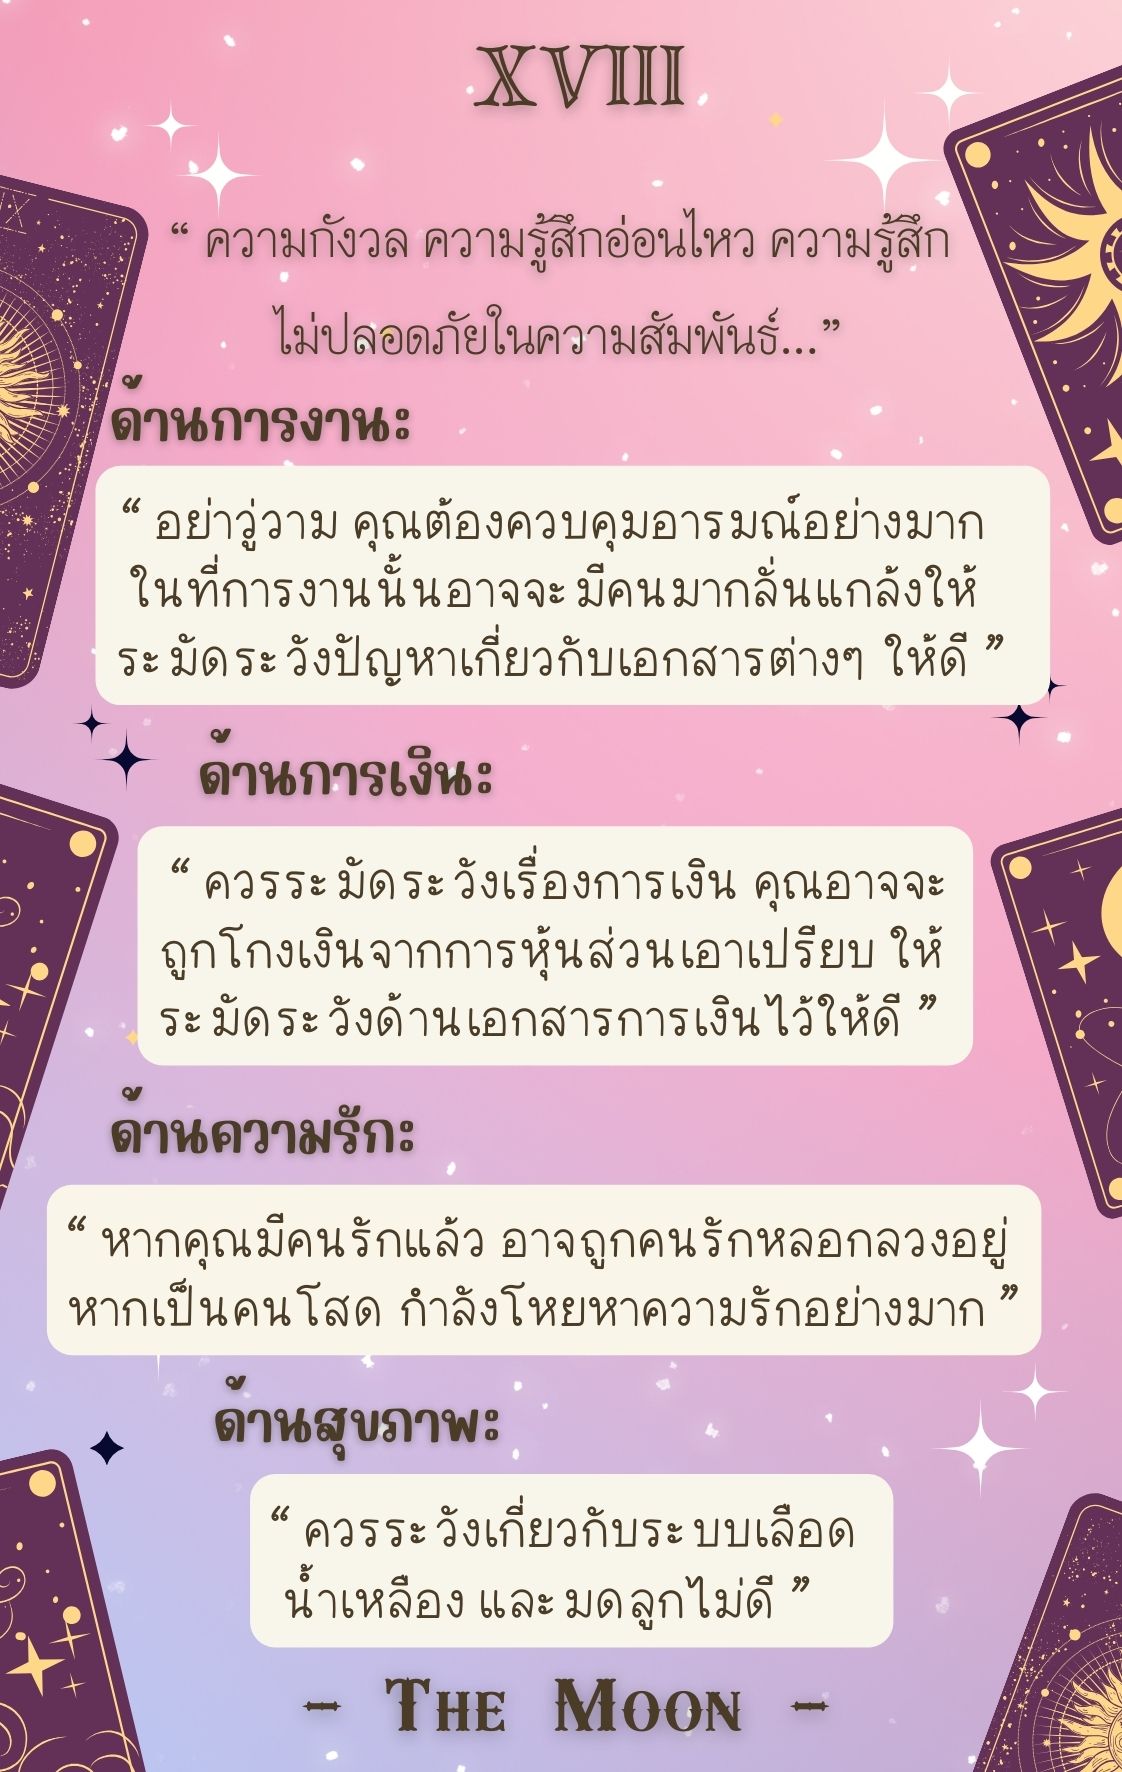 XVIII
“ ความกังวล ความรู้สึกอ่อนไหว ความรู้สึก
ไม่ปลอดภัยในความสัมพันธ์...”
ด้านการงาน:
“ อย่าวู่วาม คุณต้องควบคุมอารมณ์อย่างมาก
ในที่การงานนั้นอาจจะมีคนมากลั่นแกล้งให้
ระมัดระวังปัญหาเกี่ยวกับเอกสารต่างๆ ให้ดี ”
ด้านการเงิน:
“ ควรระมัดระวังเรื่องการเงิน คุณอาจจะ
ถูกโกงเงินจากการหุ้นส่วนเอาเปรียบ ให้
ระมัดระวังด้านเอกสารการเงินไว้ให้ดี ”
ด้านความรัก:
“ หากคุณมีคนรักแล้ว อาจถูกคนรักหลอกลวงอยู่
หากเป็นคนโสด กำลังโหยหาความรักอย่างมาก ”
ด้านสุขภาพ:
“ ควรระวังเกี่ยวกับระบบเลือด
น้ำเหลือง และมดลูกไม่ดี ”
- The Moon -